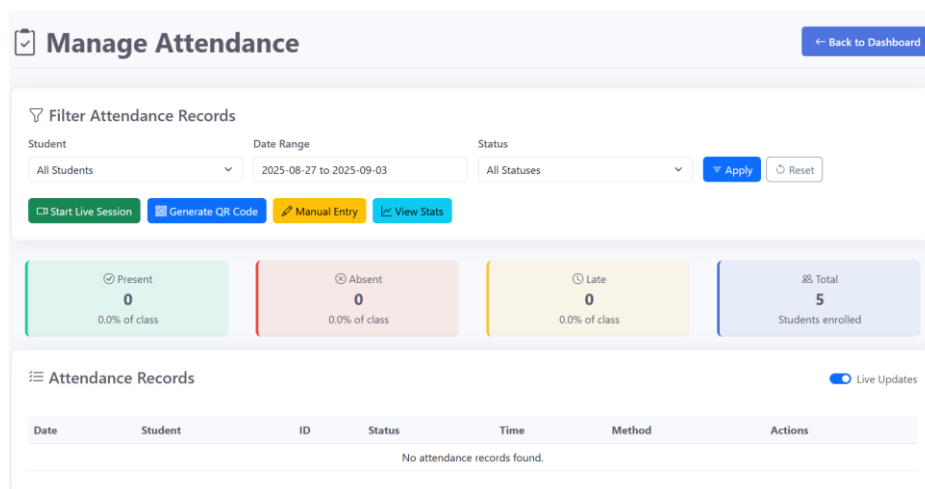 Manage Attendance
← Back to Dashboard
Filter Attendance Records
Student Date Range Status
All Students 2025-08-27 to 2025-09-03 All Statuses Apply Reset
Start Live Session Generate QR Code Manual Entry View Stats
Present Absent Late Total
0 0 0 5
0.0% of class 0.0% of class 0.0% of class Students enrolled
Attendance Records Live Updates
Date Student ID Status Time Method Actions
No attendance records found.